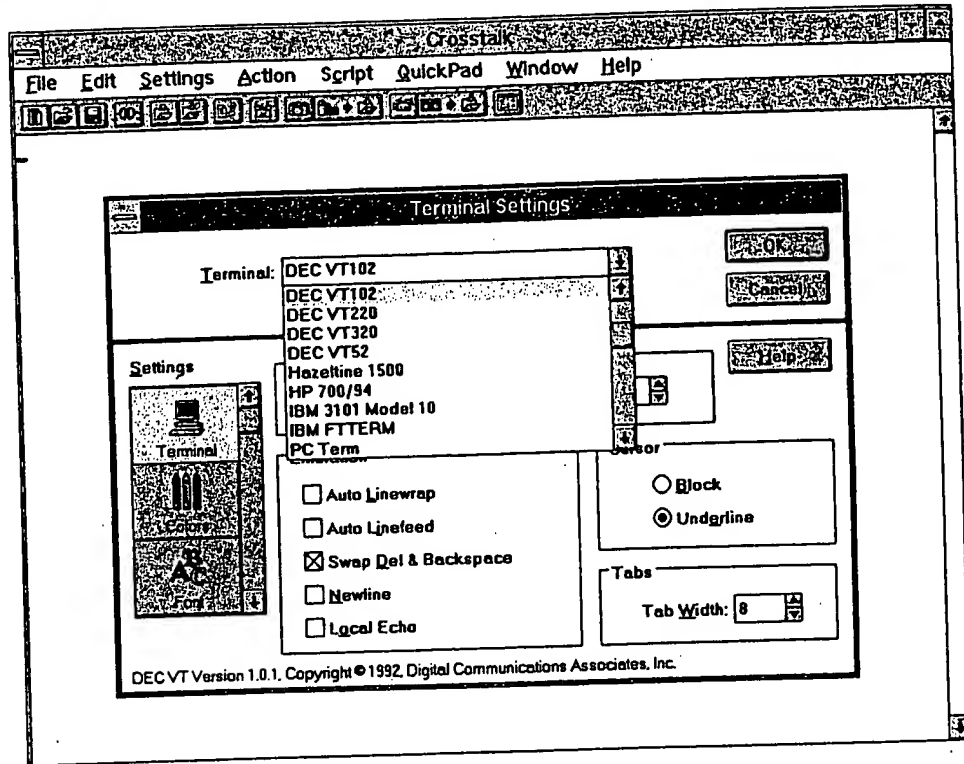 Crosstalk
File Edit Settings Action Script QuickPad Window Help
Terminal Settings
Terminal: DEC VT102
OK
Cancel
Help
DEC VT102
DEC VT220
DEC VT320
DEC VT52
Hazeltine 1500
HP 700/94
IBM 3101 Model 10
IBM FTTERM
PC Term
Settings
Terminal
Colors
Font
Auto Linewrap
Auto Linefeed
Swap Del & Backspace
Newline
Local Echo
Cursor
Block
Underline
Tabs
Tab Width: 8
DEC VT Version 1.0.1, Copyright © 1992, Digital Communications Associates, Inc.